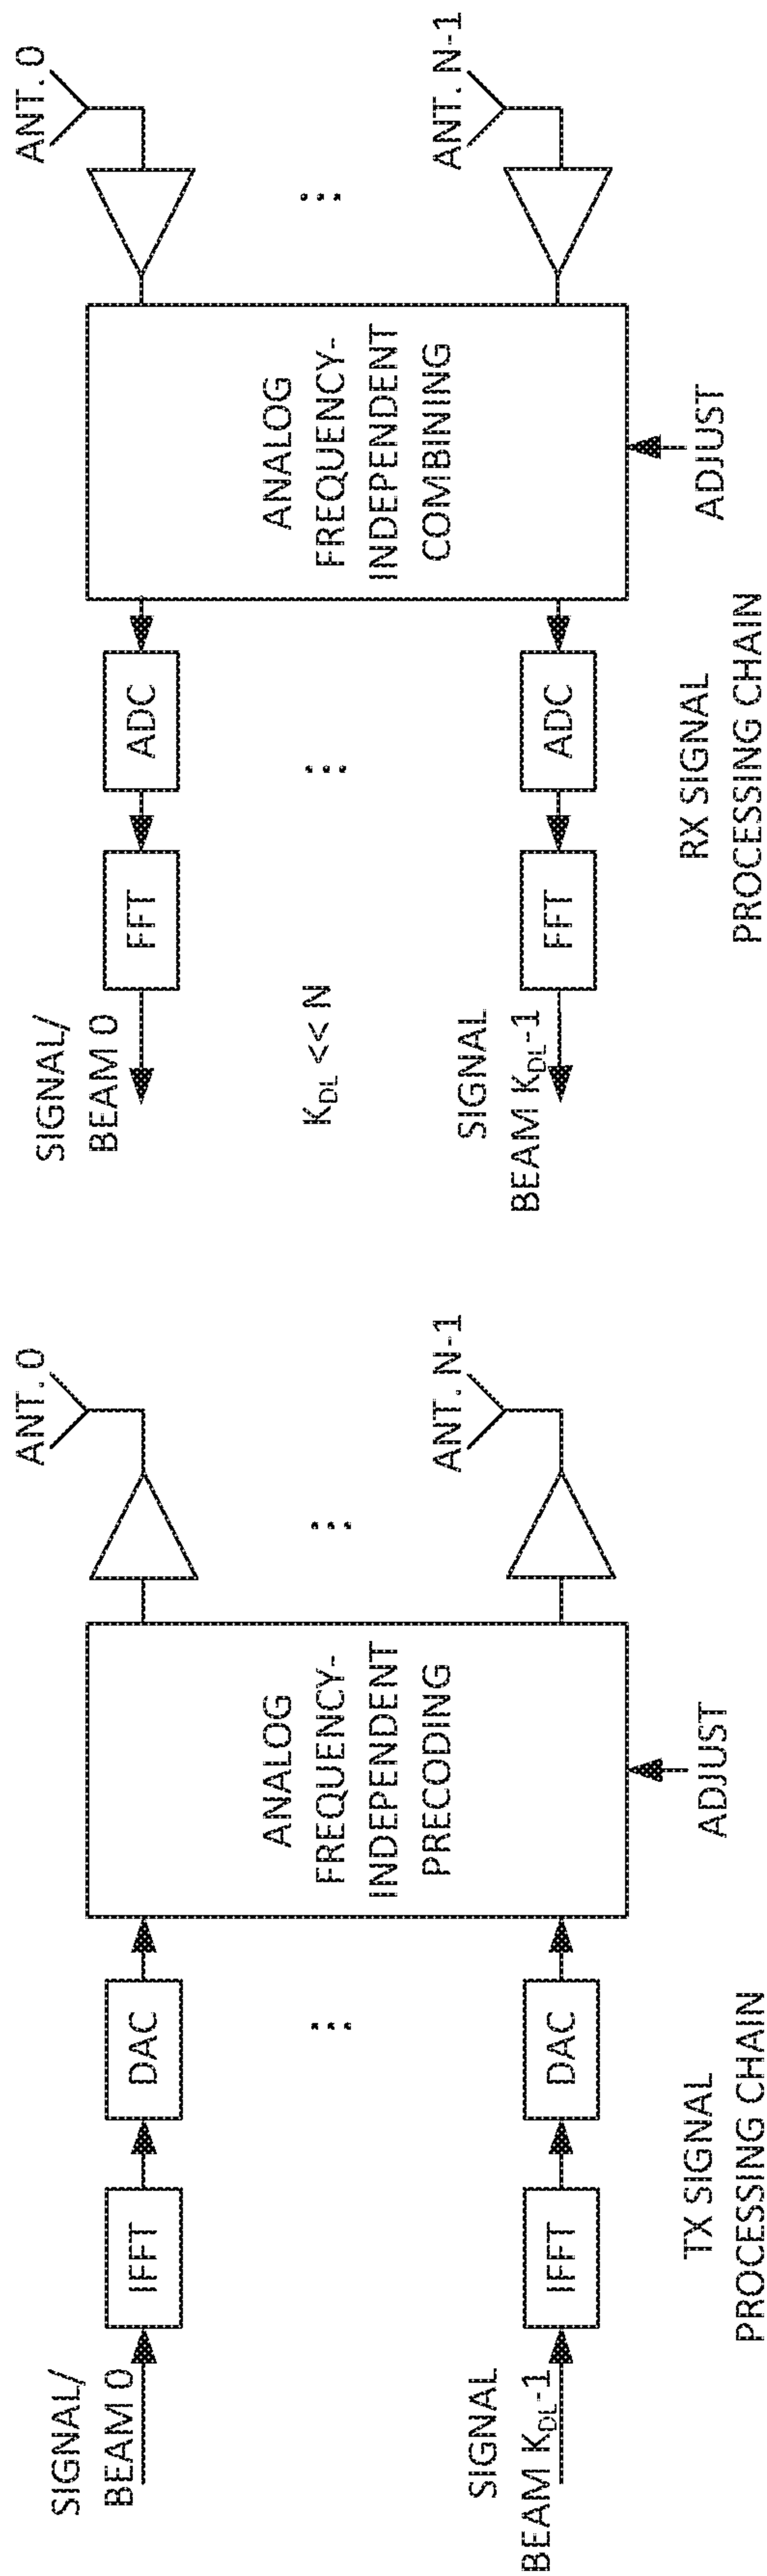 SIGNAL/
BEAM 0
IFFT
DAC
ANALOG
FREQUENCY-
INDEPENDENT
PRECODING
ANT. 0
...
...
SIGNAL
BEAM K_DL-1
IFFT
DAC
ANT. N-1
ADJUST
TX SIGNAL
PROCESSING CHAIN
SIGNAL/
BEAM 0
FFT
ADC
ANALOG
FREQUENCY-
INDEPENDENT
COMBINING
ANT. 0
K_DL << N
...
...
SIGNAL
BEAM K_DL-1
FFT
ADC
ANT. N-1
ADJUST
RX SIGNAL
PROCESSING CHAIN